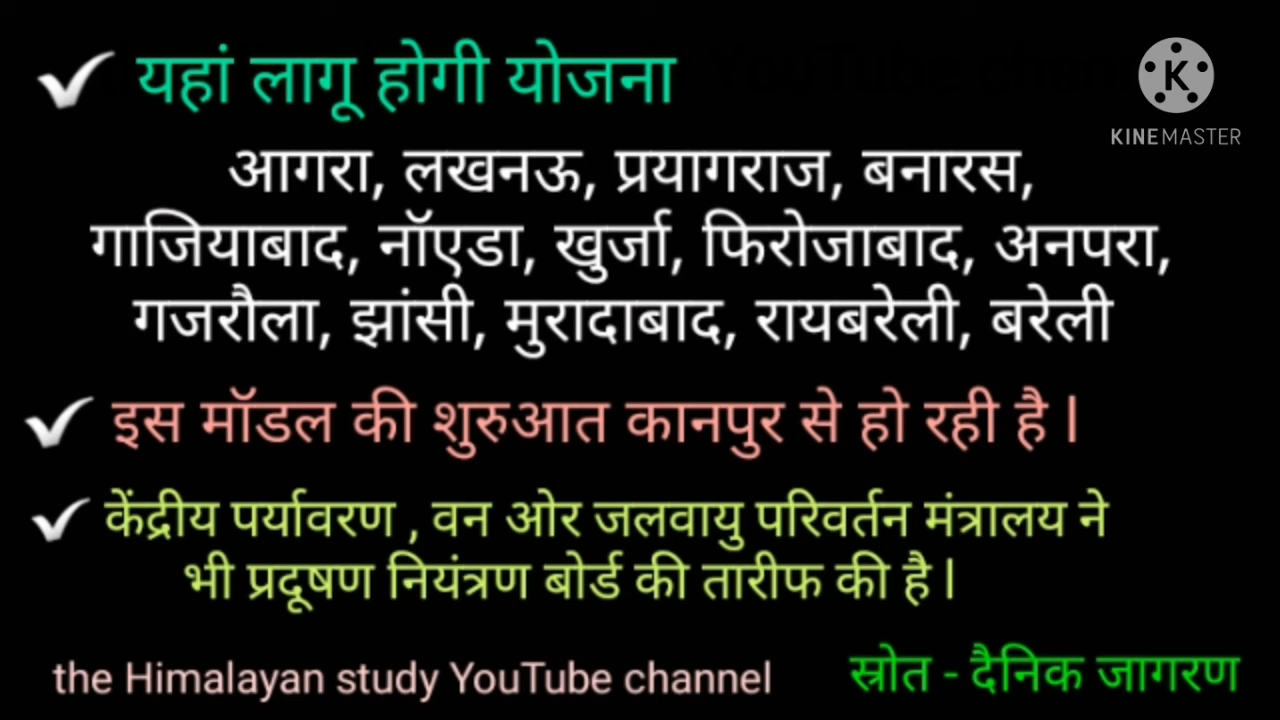 ✓ यहां लागू होगी योजना
KINEMASTER
आगरा, लखनऊ, प्रयागराज, बनारस,
गाजियाबाद, नॉएडा, खुर्जा, फिरोजाबाद, अनपरा,
गजरौला, झांसी, मुरादाबाद, रायबरेली, बरेली
✓ इस मॉडल की शुरुआत कानपुर से हो रही है l
✓ केंद्रीय पर्यावरण , वन ओर जलवायु परिवर्तन मंत्रालय ने
भी प्रदूषण नियंत्रण बोर्ड की तारीफ की है l
the Himalayan study YouTube channel
स्रोत - दैनिक जागरण